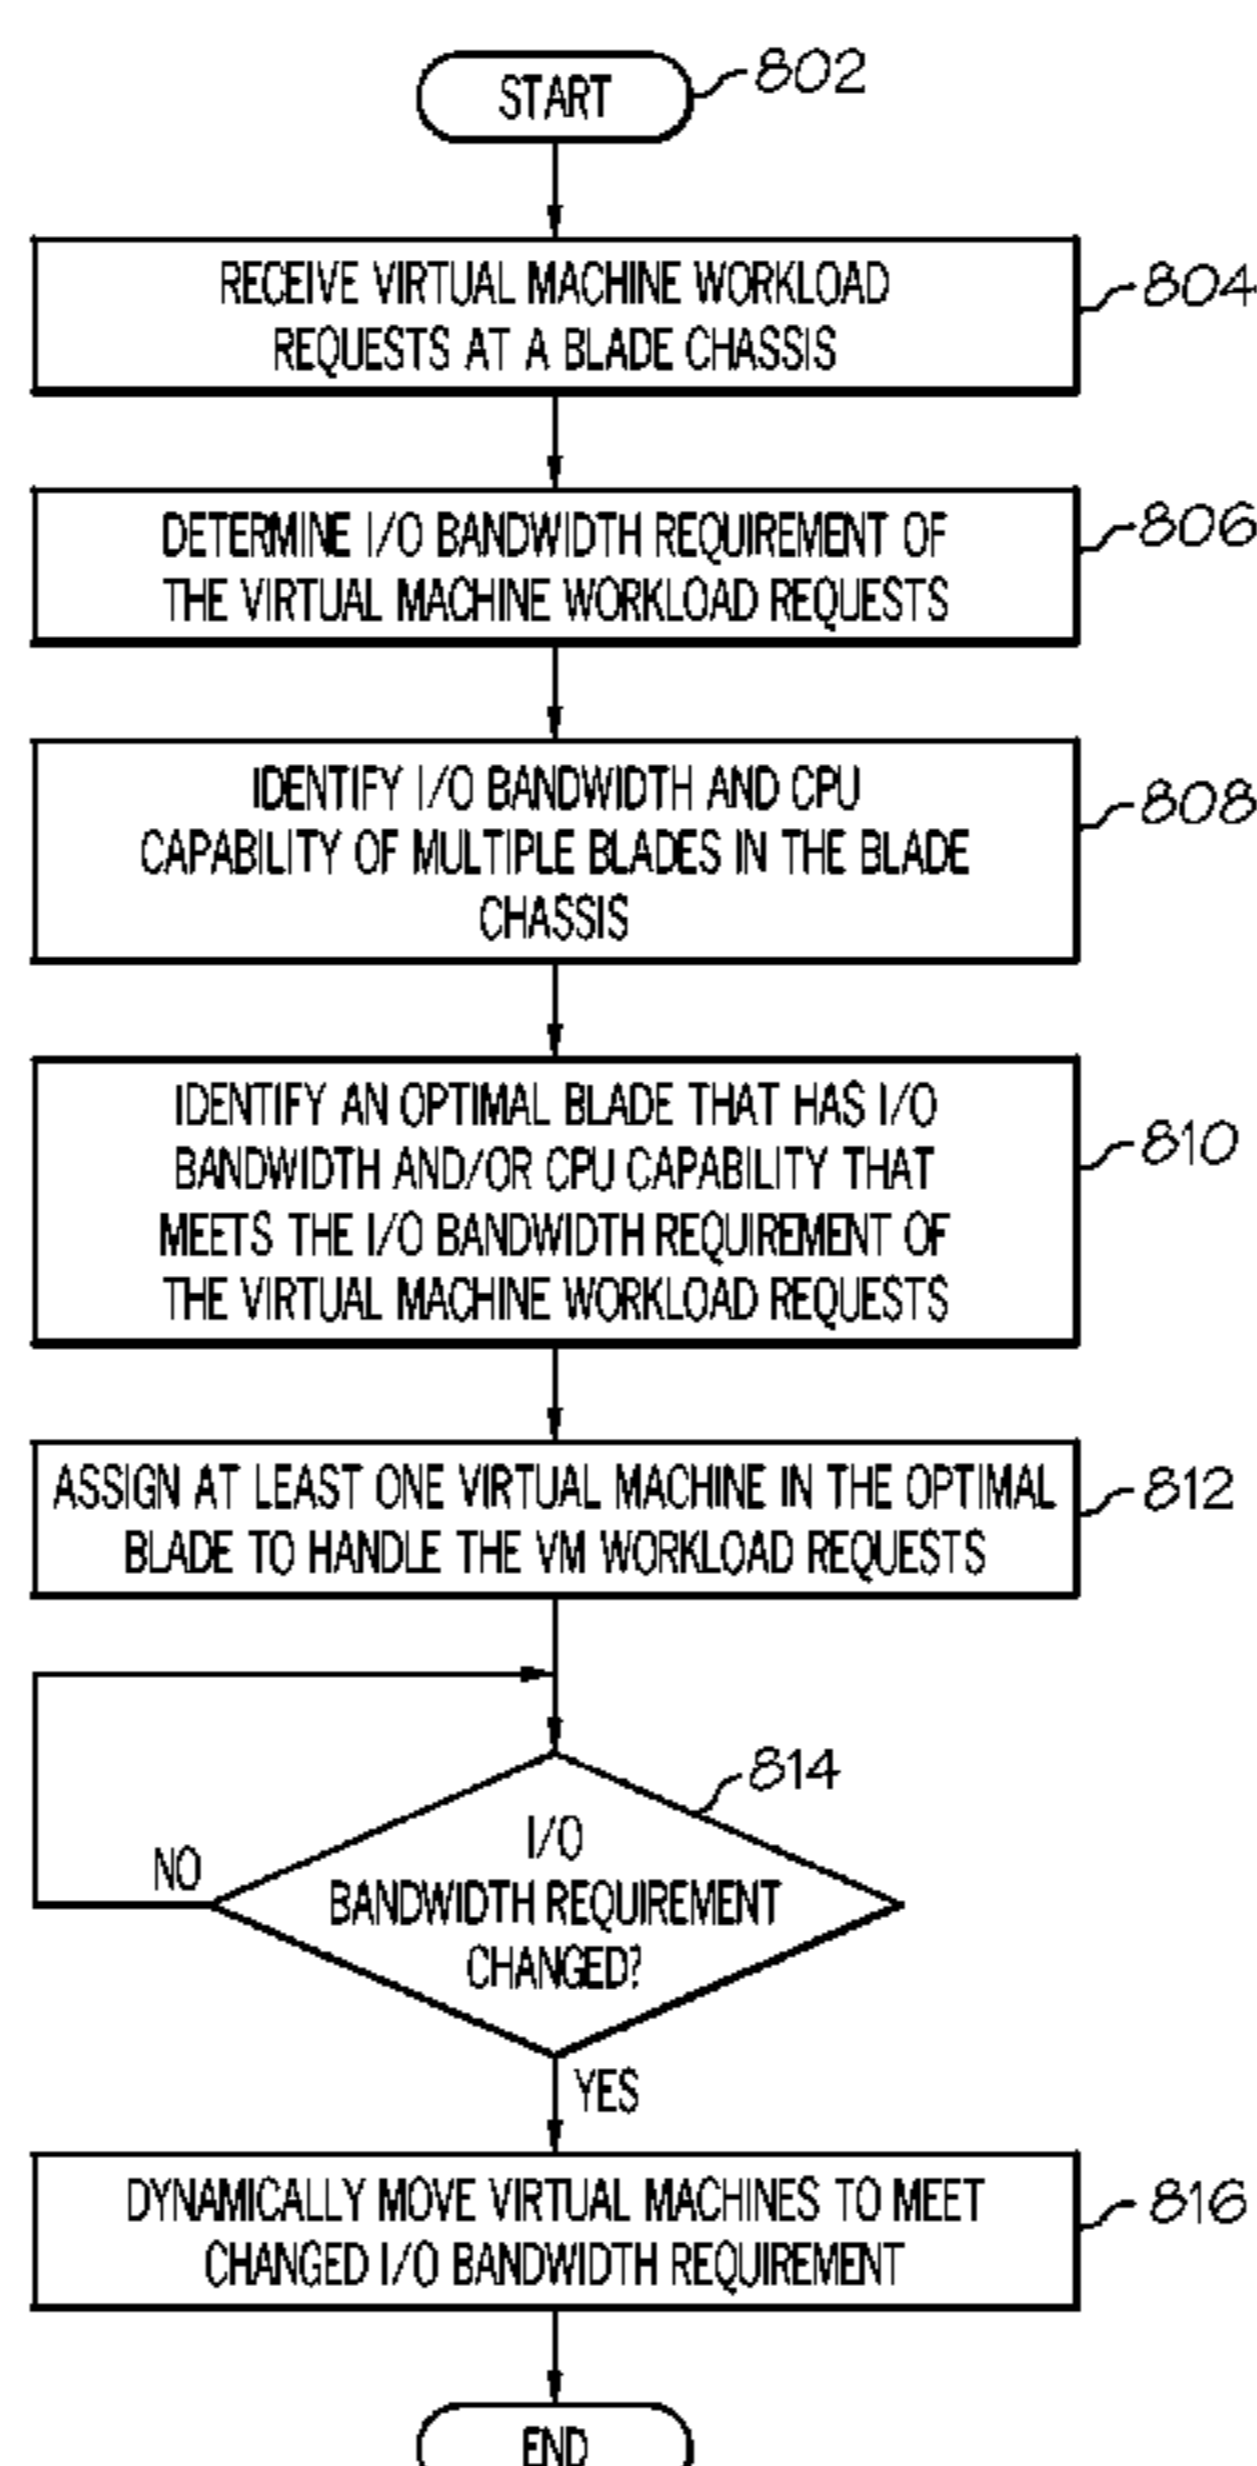 START
802
RECEIVE VIRTUAL MACHINE WORKLOAD
REQUESTS AT A BLADE CHASSIS
804
DETERMINE I/O BANDWIDTH REQUIREMENT OF
THE VIRTUAL MACHINE WORKLOAD REQUESTS
806
IDENTIFY I/O BANDWIDTH AND CPU
CAPABILITY OF MULTIPLE BLADES IN THE BLADE
CHASSIS
808
IDENTIFY AN OPTIMAL BLADE THAT HAS I/O
BANDWIDTH AND/OR CPU CAPABILITY THAT
MEETS THE I/O BANDWIDTH REQUIREMENT OF
THE VIRTUAL MACHINE WORKLOAD REQUESTS
810
ASSIGN AT LEAST ONE VIRTUAL MACHINE IN THE OPTIMAL
BLADE TO HANDLE THE VM WORKLOAD REQUESTS
812
814
I/O
BANDWIDTH REQUIREMENT
CHANGED?
NO
YES
DYNAMICALLY MOVE VIRTUAL MACHINES TO MEET
CHANGED I/O BANDWIDTH REQUIREMENT
816
END